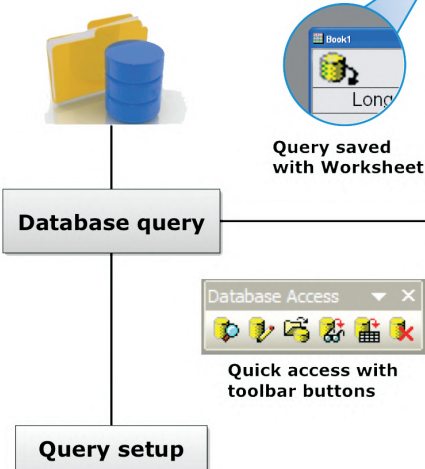 Book1
Long
Query saved
with Worksheet
Database query
Database Access
Quick access with
toolbar buttons
Query setup